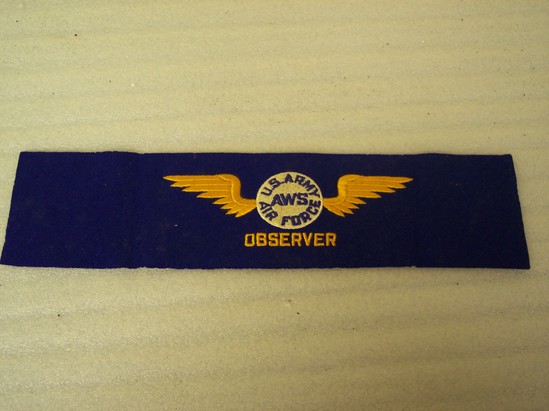 U.S. ARMY
AWS
AIR FORCE
OBSERVER